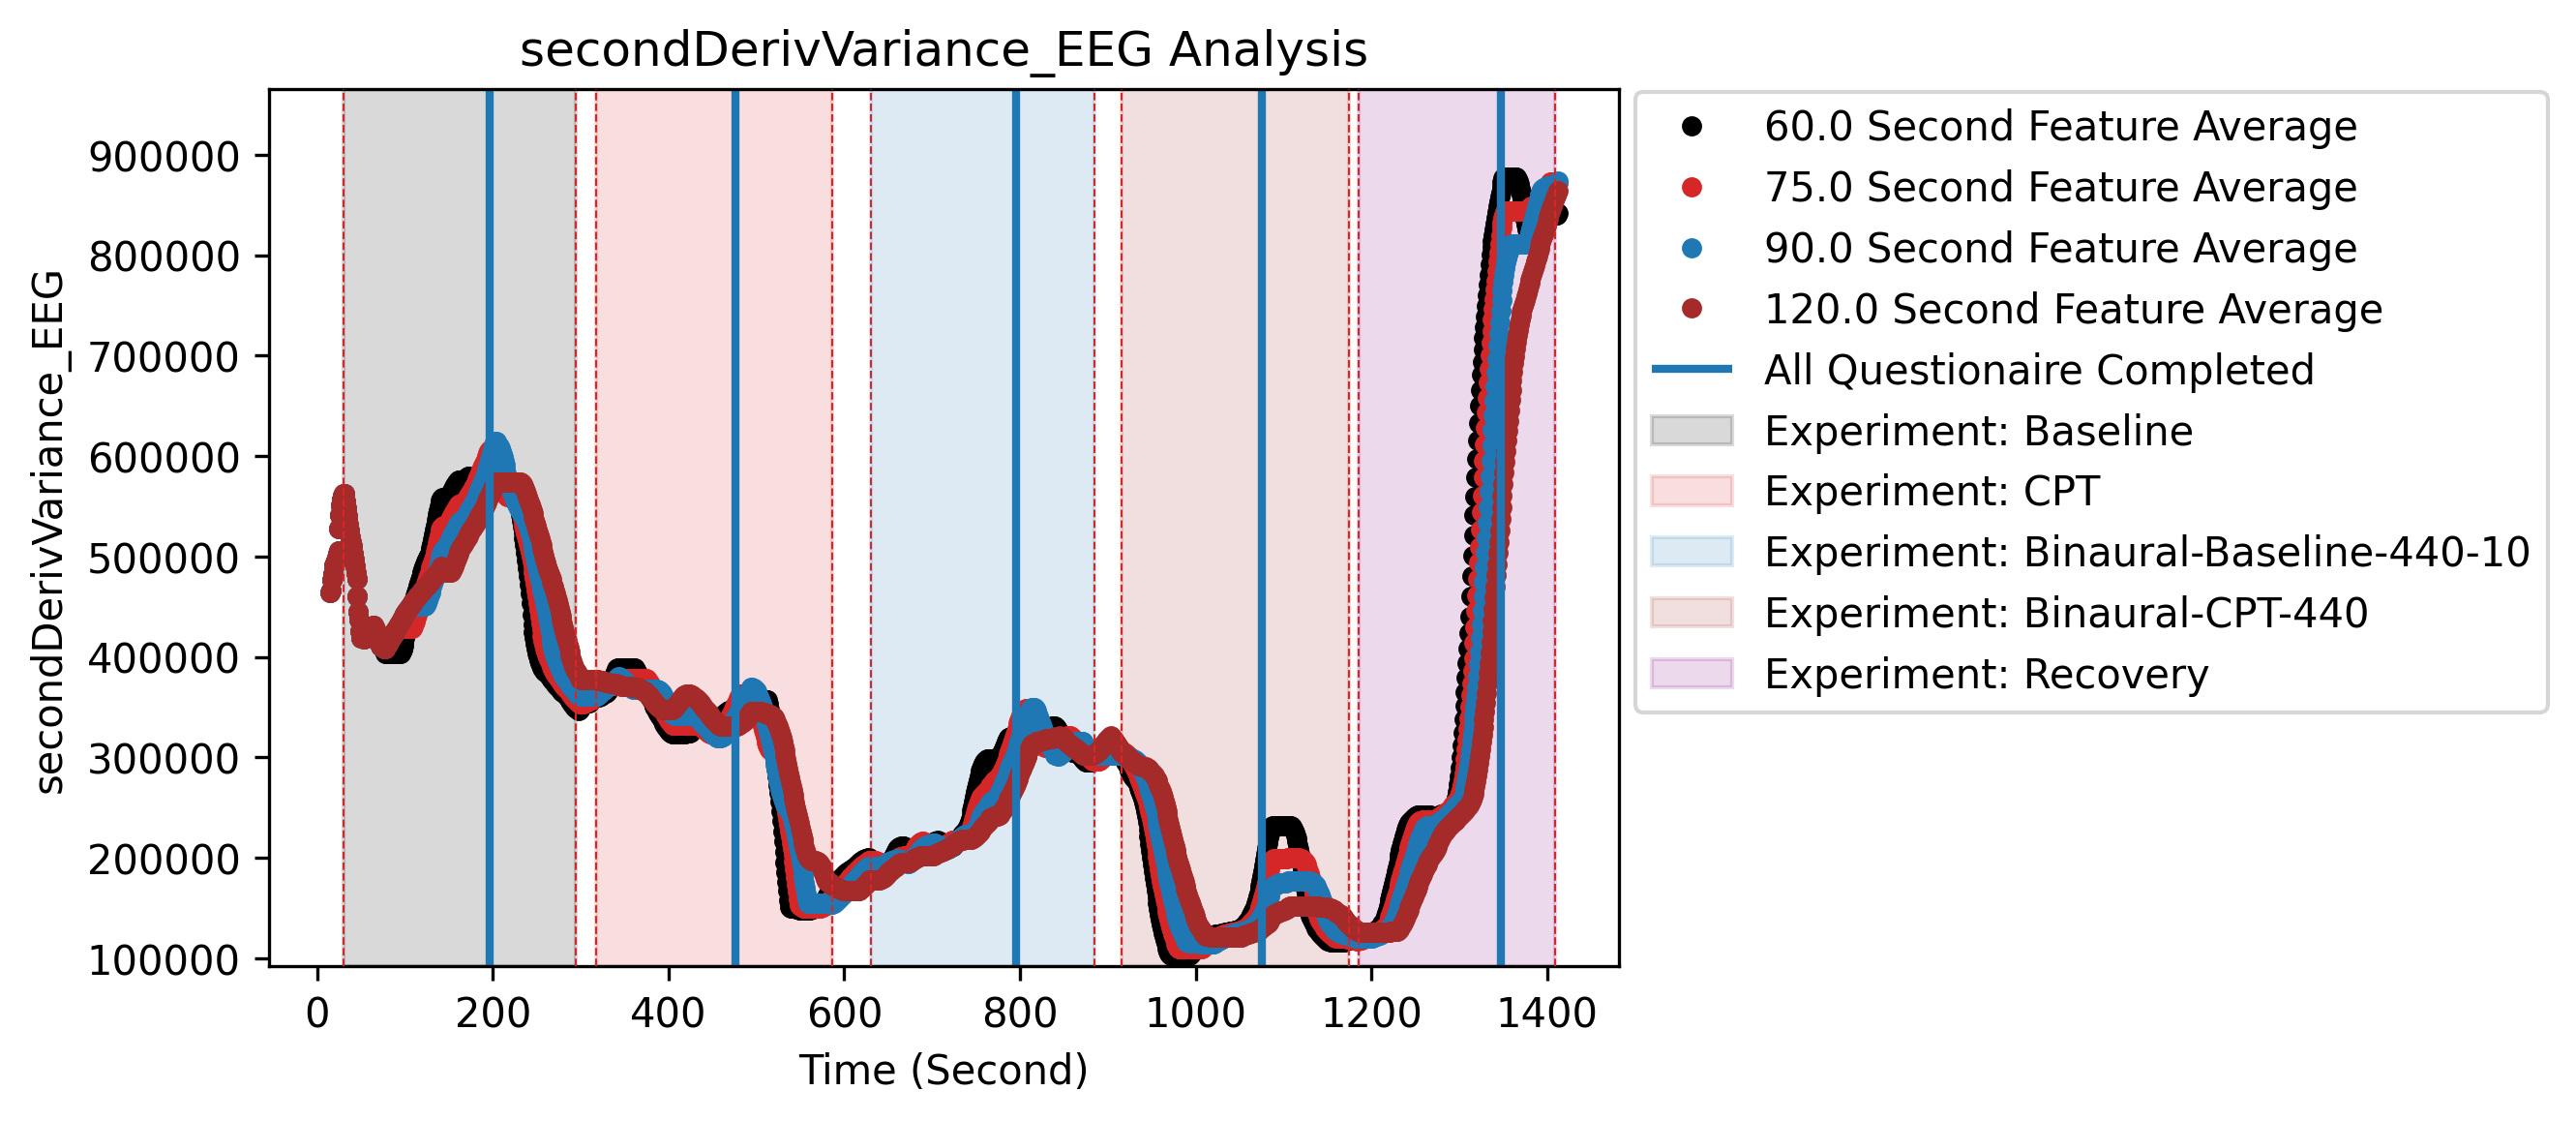 secondDerivVariance_EEG Analysis
secondDerivVariance_EEG
900000
800000
700000
600000
500000
400000
300000
200000
100000
0 200 400 600 800 1000 1200 1400
Time (Second)
60.0 Second Feature Average
75.0 Second Feature Average
90.0 Second Feature Average
120.0 Second Feature Average
All Questionaire Completed
Experiment: Baseline
Experiment: CPT
Experiment: Binaural-Baseline-440-10
Experiment: Binaural-CPT-440
Experiment: Recovery